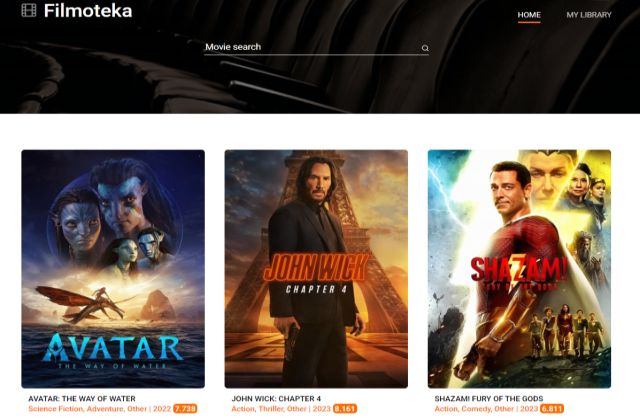 Filmoteka
HOME
MY LIBRARY
Movie search
AVATAR
THE WAY OF WATER
JOHN WICK
CHAPTER 4
SHAZAM!
FURY OF THE GODS
AVATAR: THE WAY OF WATER
Science Fiction, Adventure, Other | 2022 7.738
JOHN WICK: CHAPTER 4
Action, Thriller, Other | 2023 8.161
SHAZAM! FURY OF THE GODS
Action, Comedy, Other | 2023 6.811